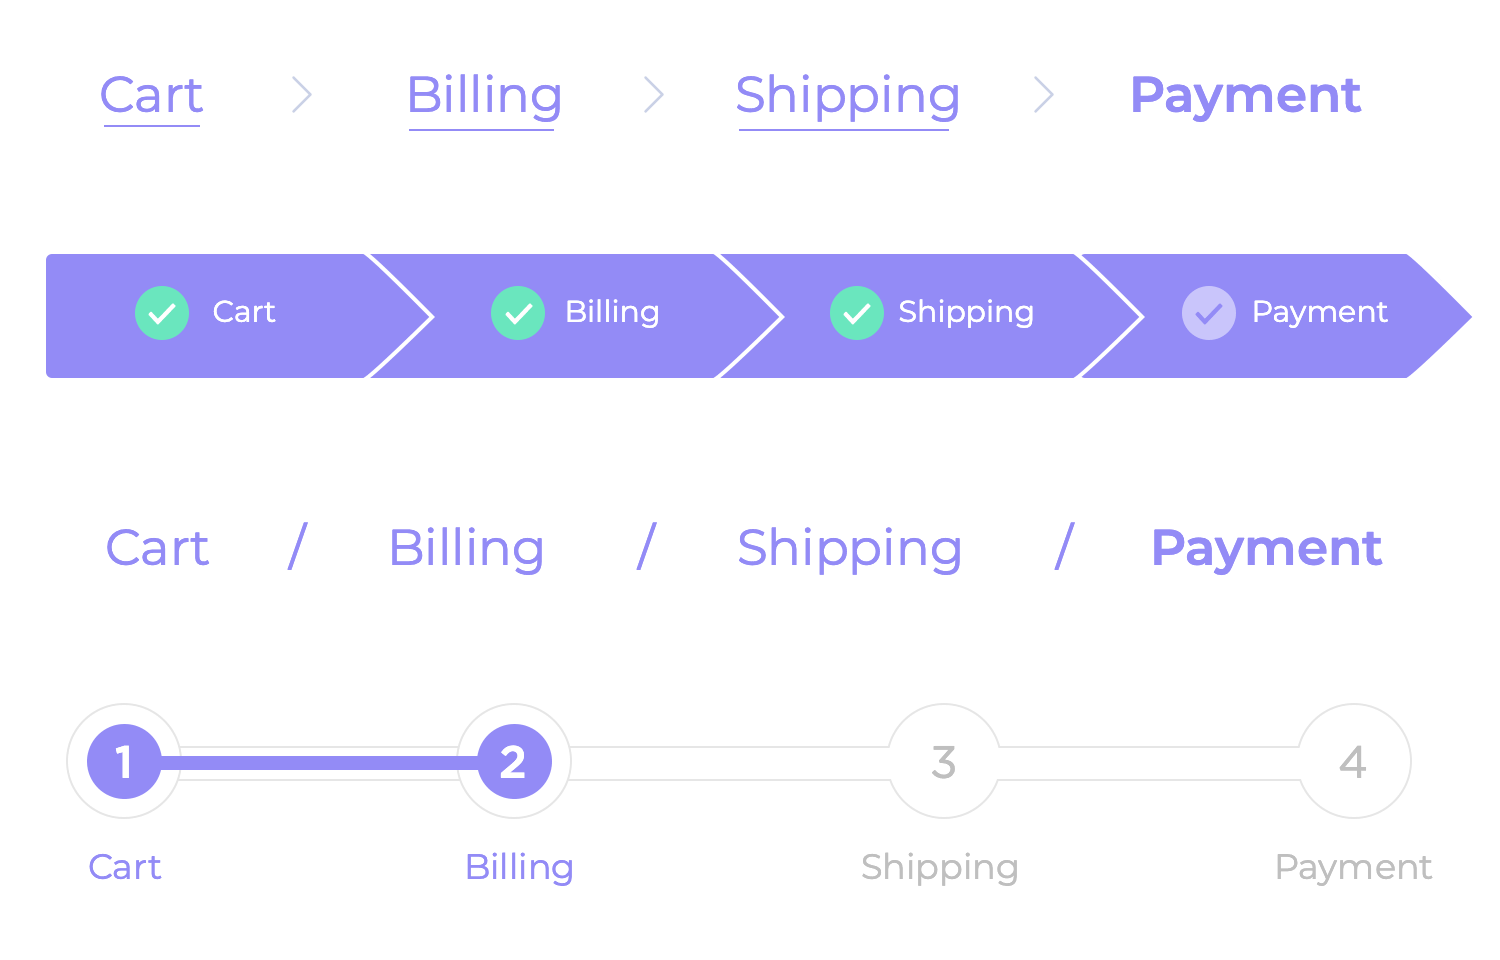 Cart > Billing > Shipping > Payment
Cart Billing Shipping Payment
Cart / Billing / Shipping / Payment
1 2 3 4
Cart Billing Shipping Payment